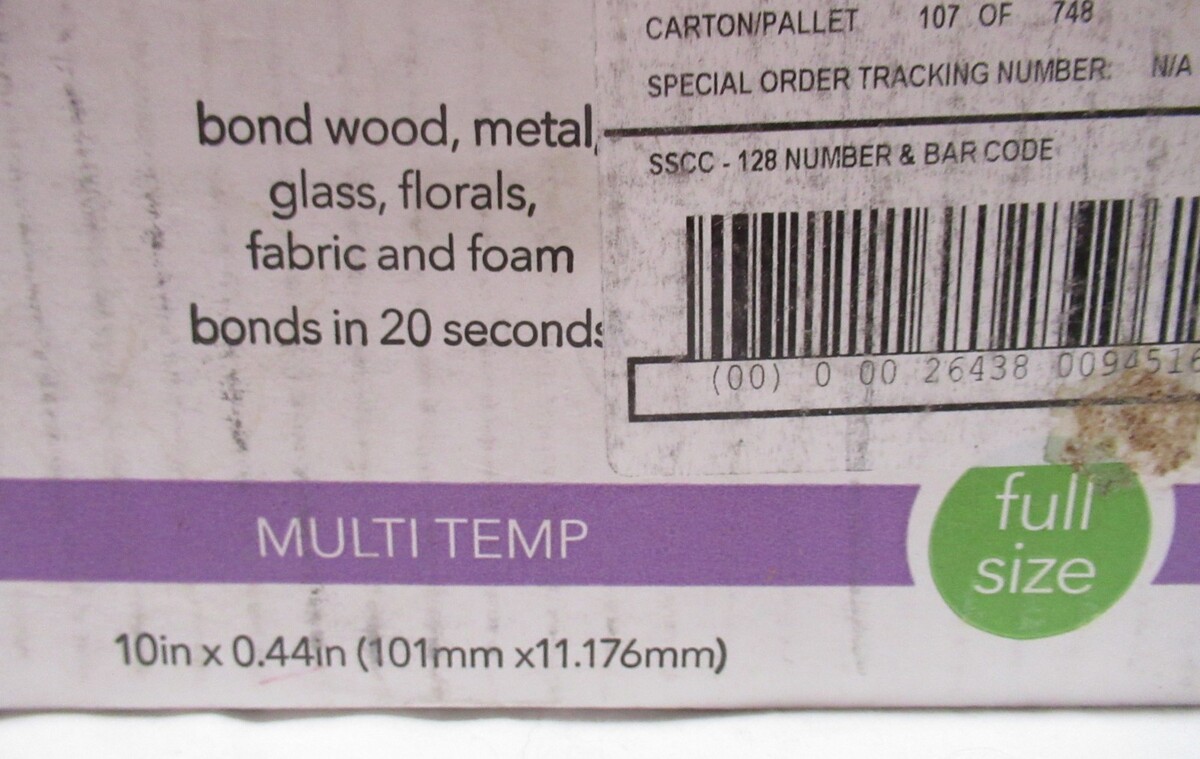 bond wood, metal,
glass, florals,
fabric and foam
bonds in 20 seconds
CARTON/PALLET 107 OF 748
SPECIAL ORDER TRACKING NUMBER: N/A
SSCC - 128 NUMBER & BAR CODE
(00) 0 00 26438 0094516
MULTI TEMP
full
size
10in x 0.44in (101mm x11.176mm)